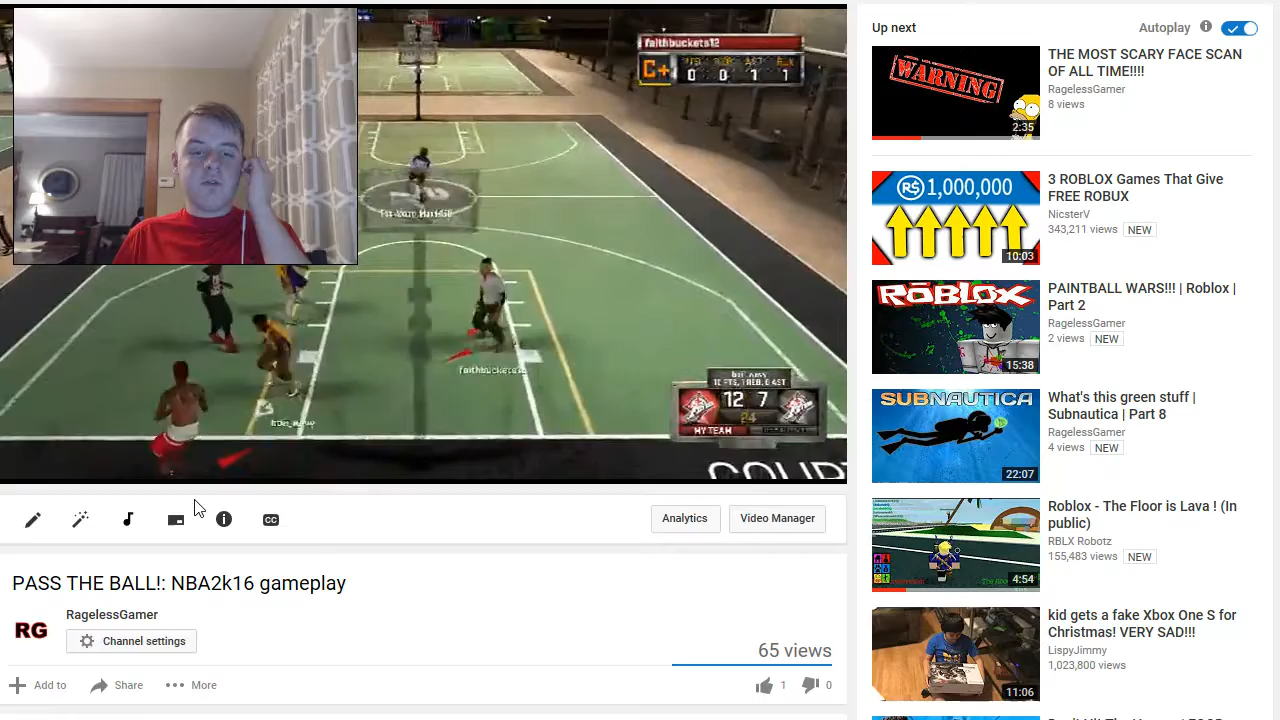 faithbuckets12
C+
0 0 1 1
faithbuckets12
12 7
24
MY TEAM
Analytics
Video Manager
PASS THE BALL!: NBA2k16 gameplay
RG
RagelessGamer
Channel settings
65 views
Add to
Share
More
1
0
Up next
Autoplay
WARNING
2:35
THE MOST SCARY FACE SCAN
OF ALL TIME!!!!
RagelessGamer
8 views
R$ 1,000,000
10:03
3 ROBLOX Games That Give
FREE ROBUX
NicsterV
343,211 views NEW
ROBLOX
15:38
PAINTBALL WARS!!! | Roblox |
Part 2
RagelessGamer
2 views NEW
SUBNAUTICA
22:07
What's this green stuff |
Subnautica | Part 8
RagelessGamer
4 views NEW
4:54
Roblox - The Floor is Lava ! (In
public)
RBLX Robotz
155,483 views NEW
11:06
kid gets a fake Xbox One S for
Christmas! VERY SAD!!!
LispyJimmy
1,023,800 views